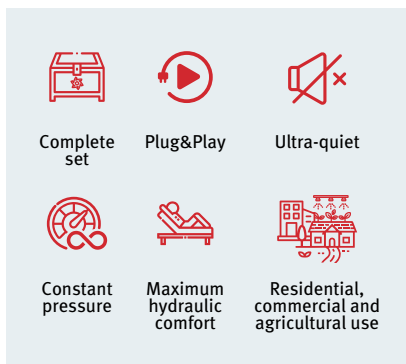 Complete
set
Plug&Play
Ultra-quiet
Constant
pressure
Maximum
hydraulic
comfort
Residential,
commercial and
agricultural use